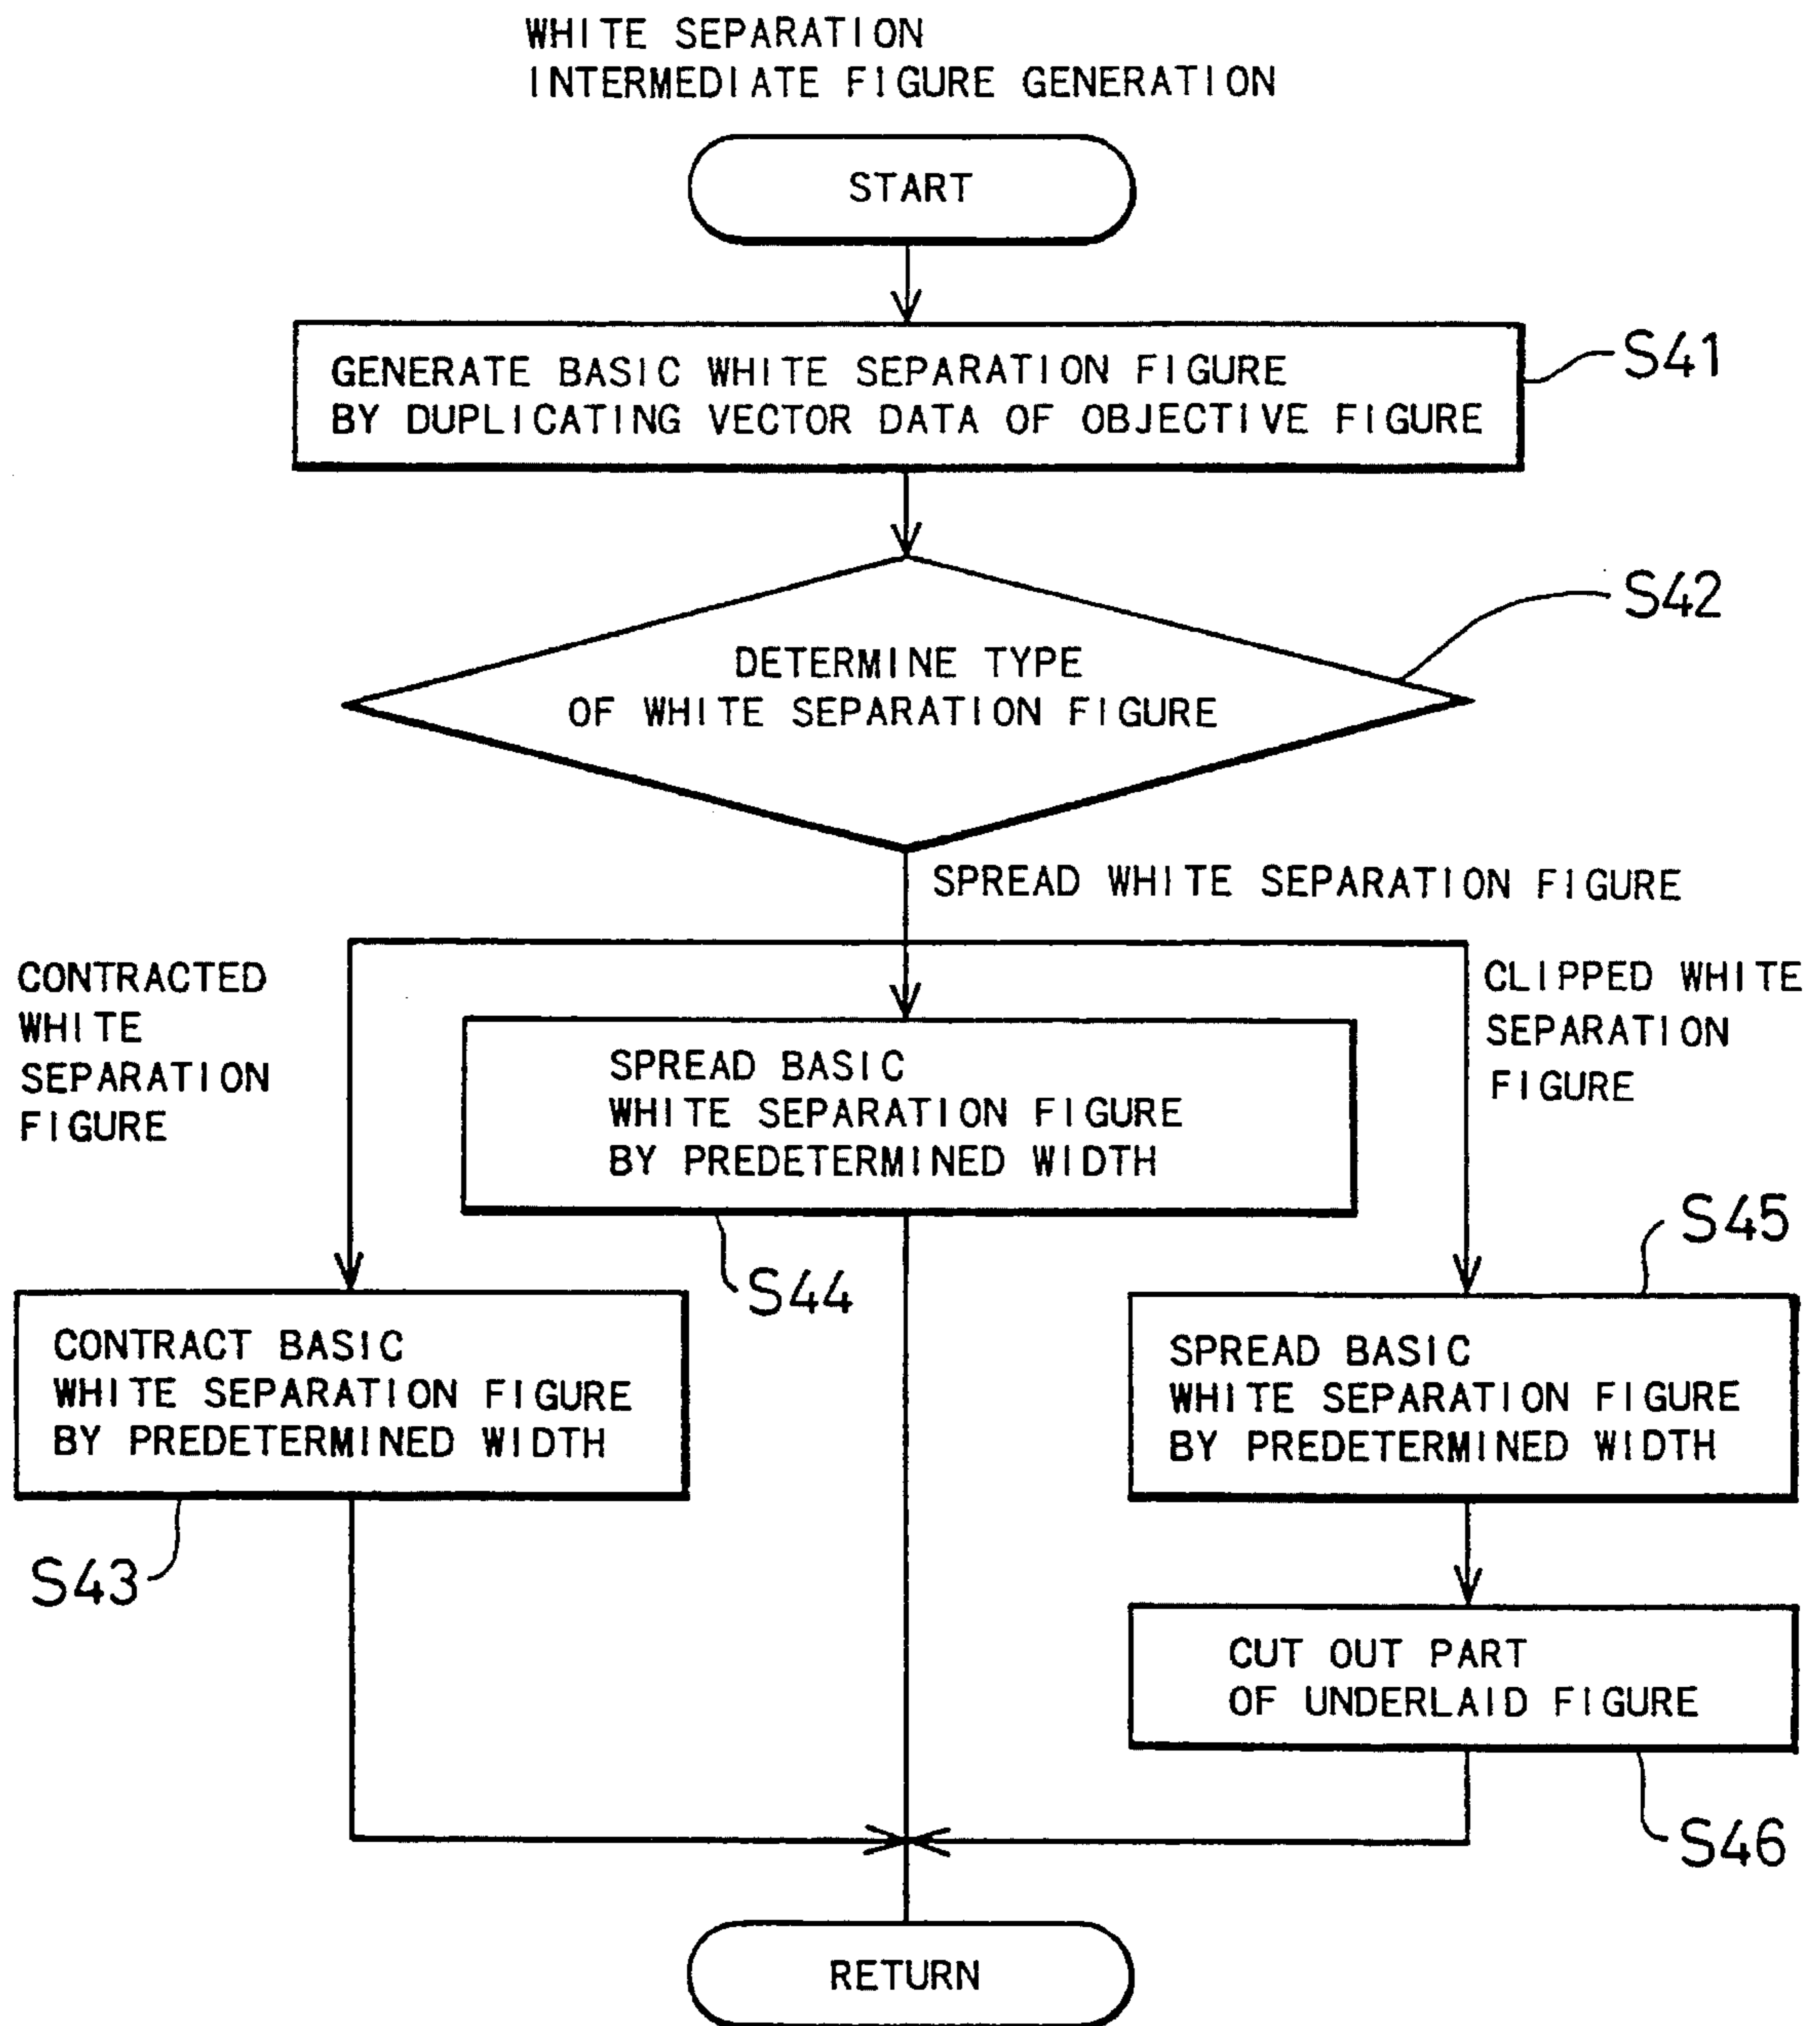 WHITE SEPARATION
INTERMEDIATE FIGURE GENERATION
START
GENERATE BASIC WHITE SEPARATION FIGURE
BY DUPLICATING VECTOR DATA OF OBJECTIVE FIGURE
S41
DETERMINE TYPE
OF WHITE SEPARATION FIGURE
S42
SPREAD WHITE SEPARATION FIGURE
CONTRACTED
WHITE
SEPARATION
FIGURE
CLIPPED WHITE
SEPARATION
FIGURE
SPREAD BASIC
WHITE SEPARATION FIGURE
BY PREDETERMINED WIDTH
S44
S45
CONTRACT BASIC
WHITE SEPARATION FIGURE
BY PREDETERMINED WIDTH
S43
SPREAD BASIC
WHITE SEPARATION FIGURE
BY PREDETERMINED WIDTH
CUT OUT PART
OF UNDERLAID FIGURE
S46
RETURN